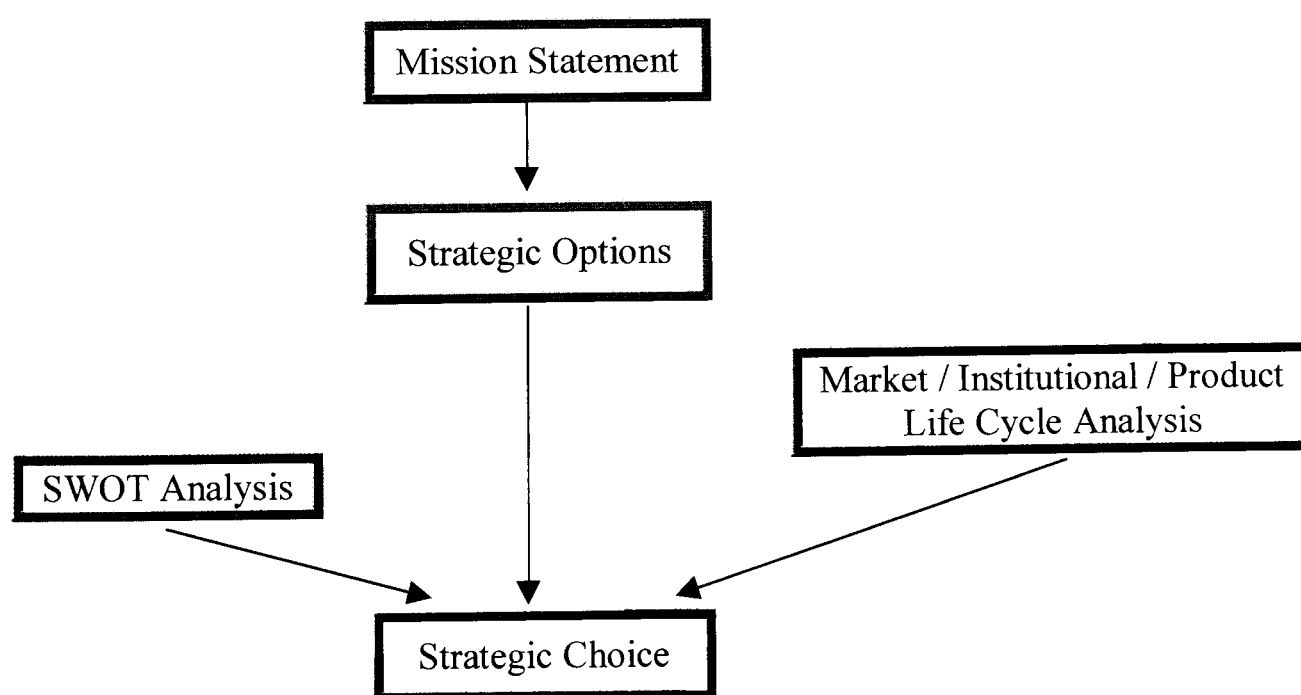 Mission Statement
Strategic Options
Market / Institutional / Product
Life Cycle Analysis
SWOT Analysis
Strategic Choice